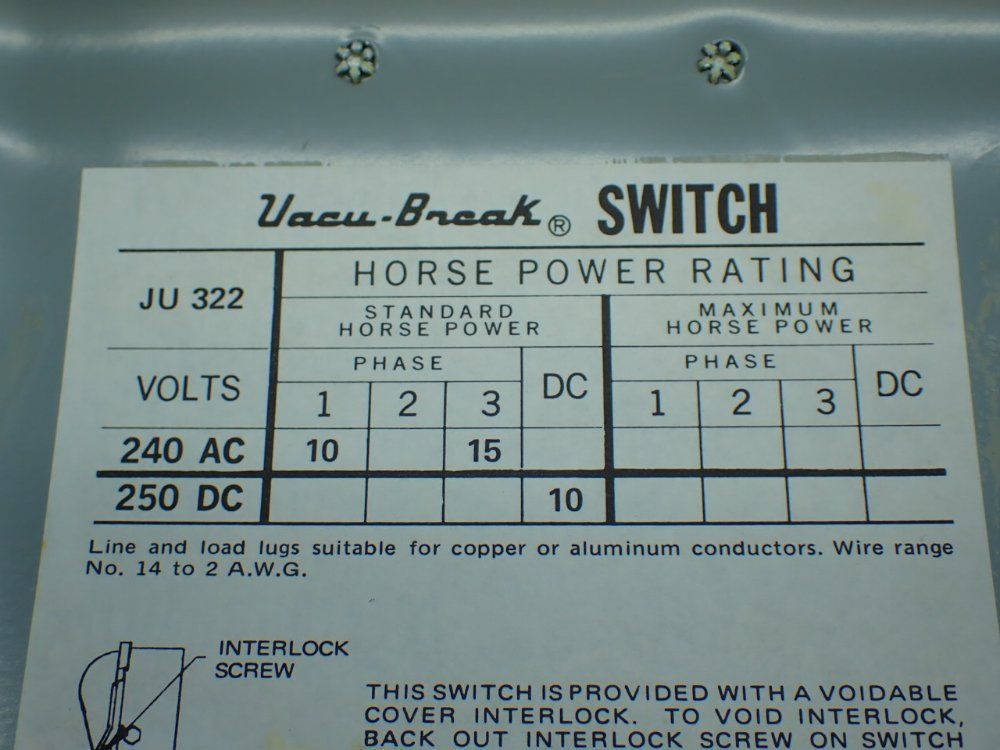 Vacu-Break® SWITCH
JU 322
HORSE POWER RATING
STANDARD
HORSE POWER
MAXIMUM
HORSE POWER
VOLTS
PHASE
DC
PHASE
DC
1 2 3
1 2 3
240 AC 10 15
250 DC 10
Line and load lugs suitable for copper or aluminum conductors. Wire range
No. 14 to 2 A.W.G.
INTERLOCK
SCREW
THIS SWITCH IS PROVIDED WITH A VOIDABLE
COVER INTERLOCK. TO VOID INTERLOCK,
BACK OUT INTERLOCK SCREW ON SWITCH